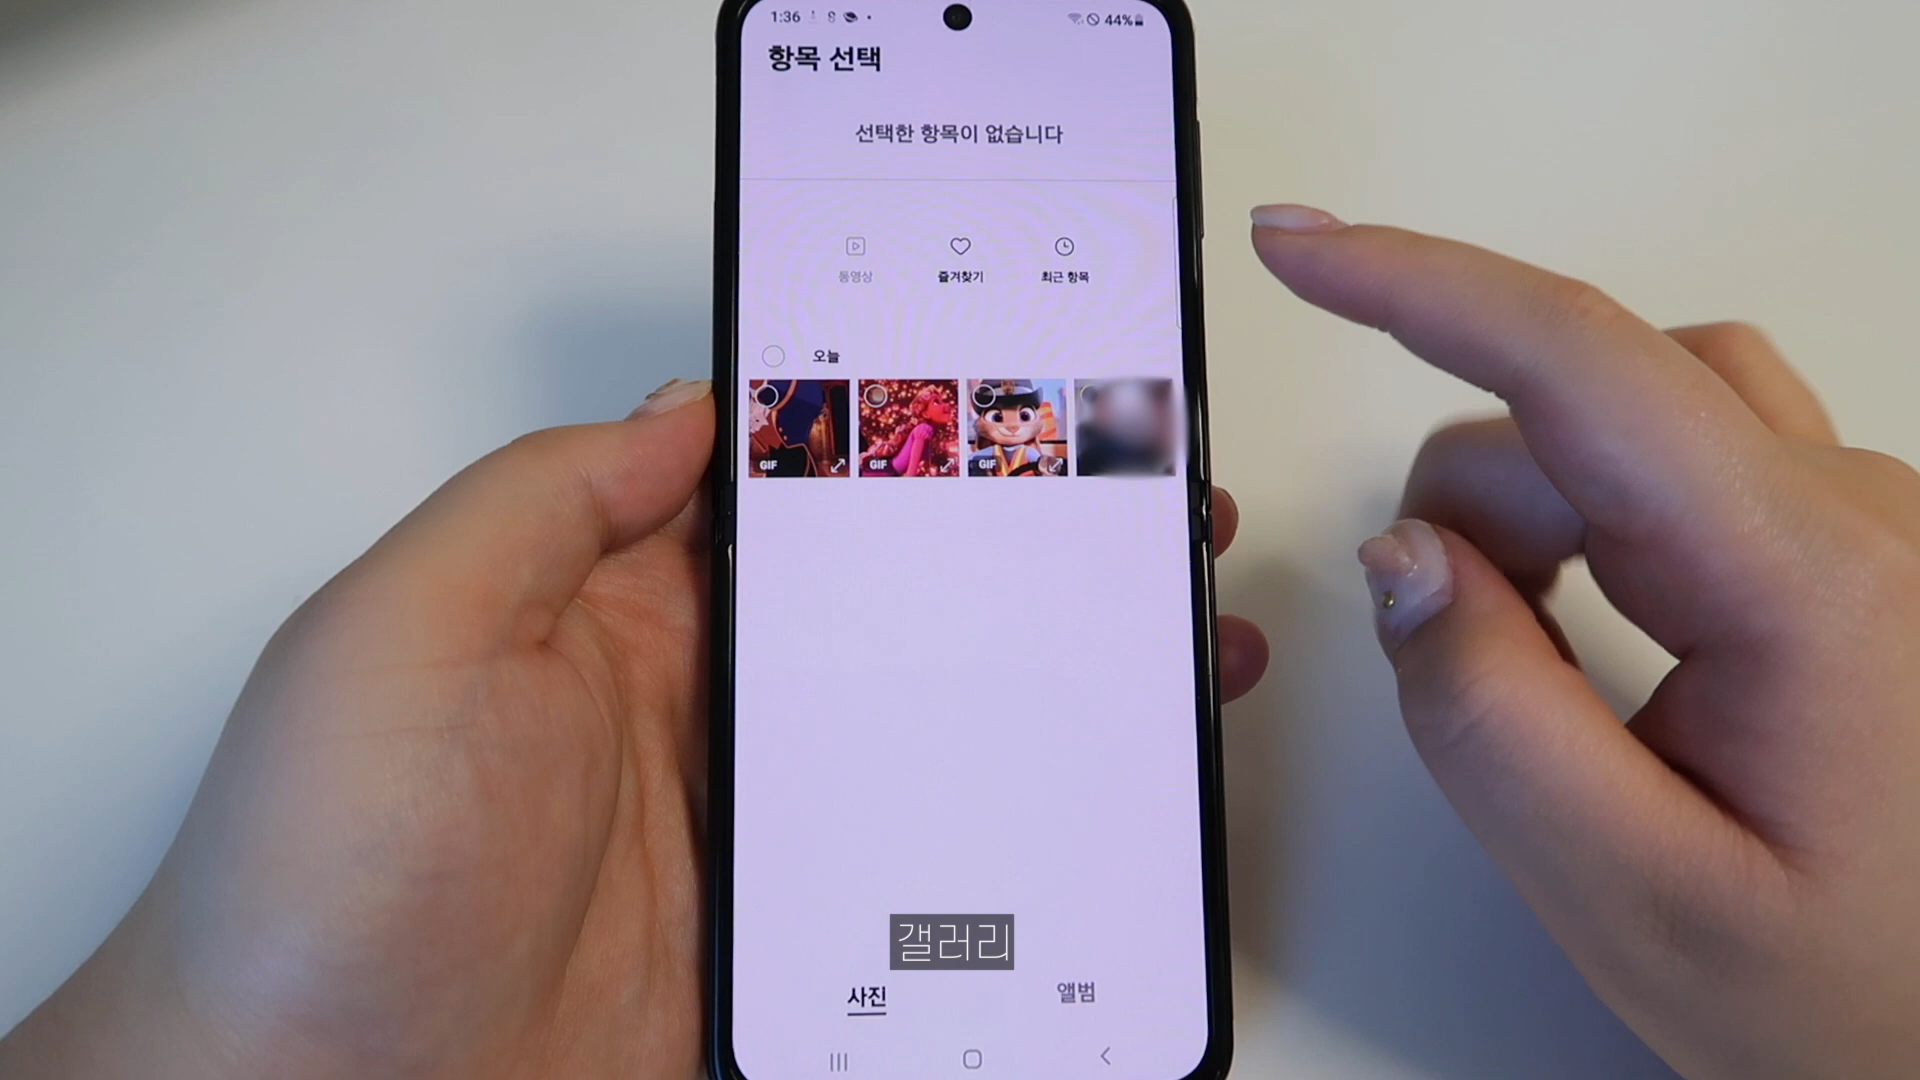 1:36
44%
항목 선택
선택한 항목이 없습니다
동영상 즐겨찾기 최근 항목
오늘
GIF GIF GIF
갤러리
사진 앨범